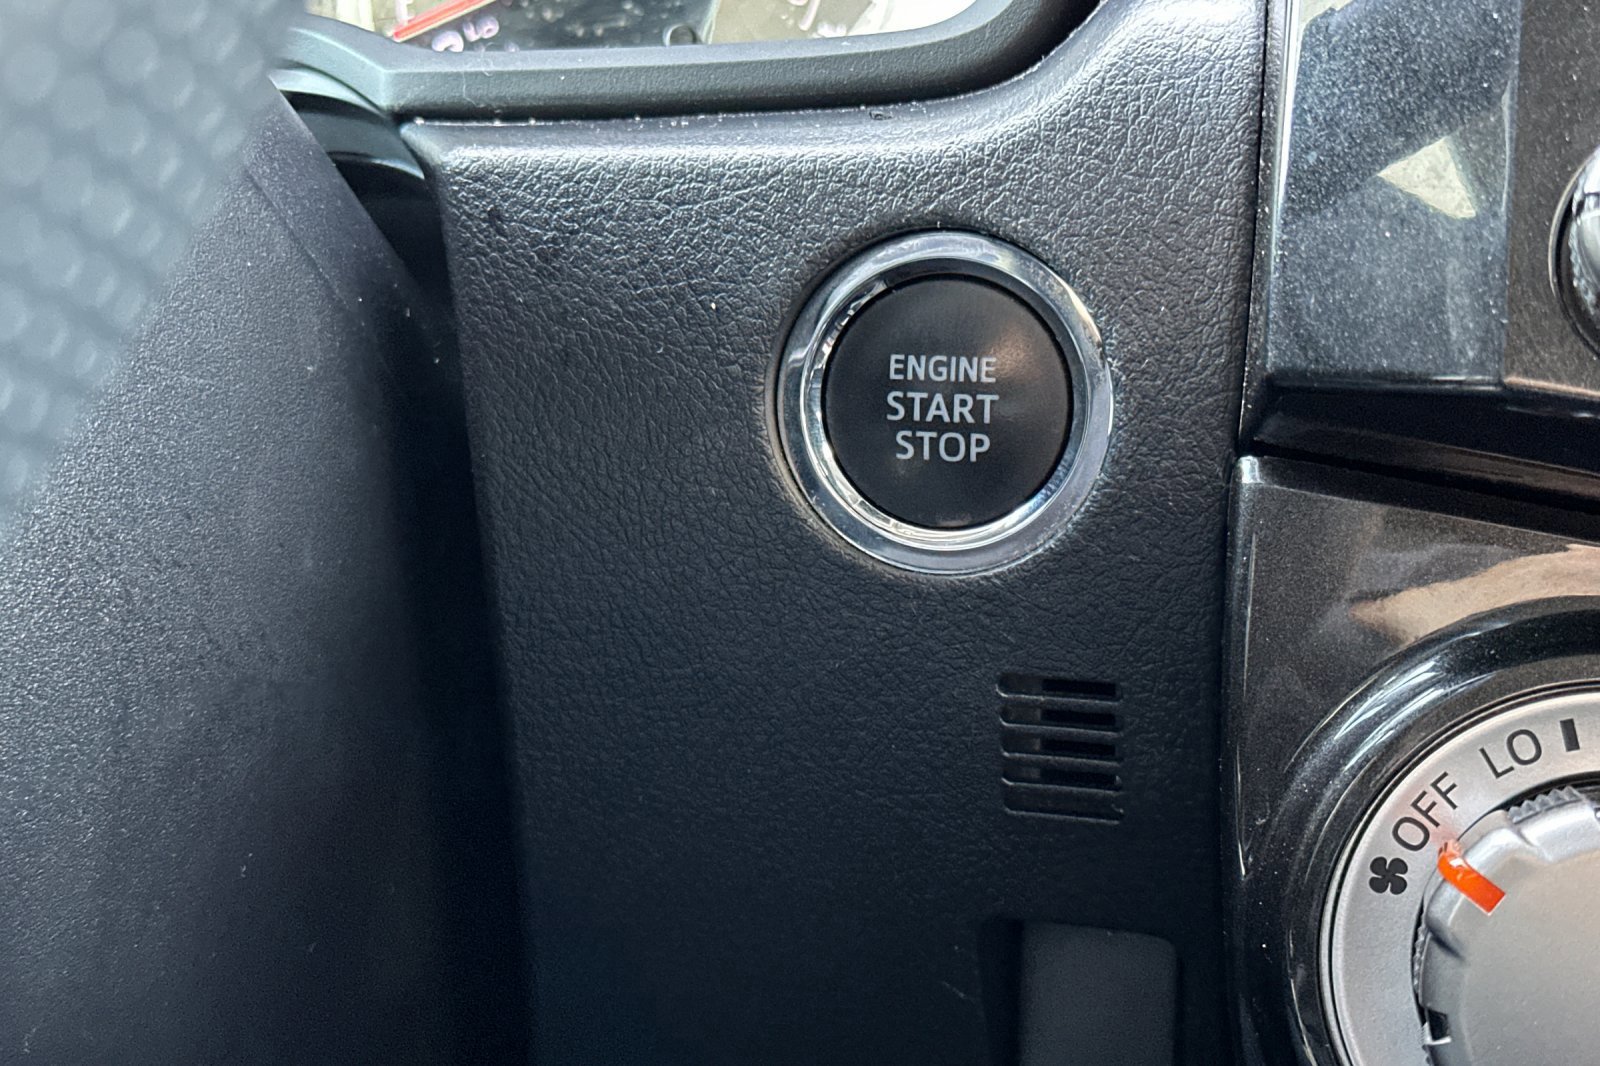 ENGINE
START
STOP
LO
OFF